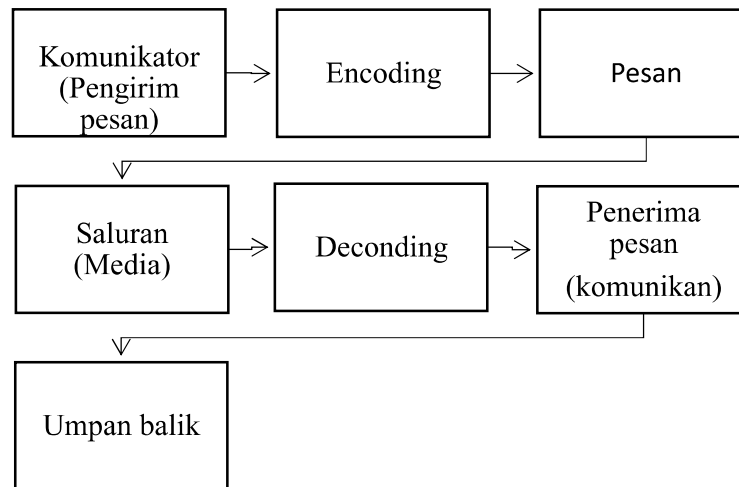 Komunikator
(Pengirim
pesan)
Encoding
Pesan
Saluran
(Media)
Deconding
Penerima
pesan
(komunikan)
Umpan balik